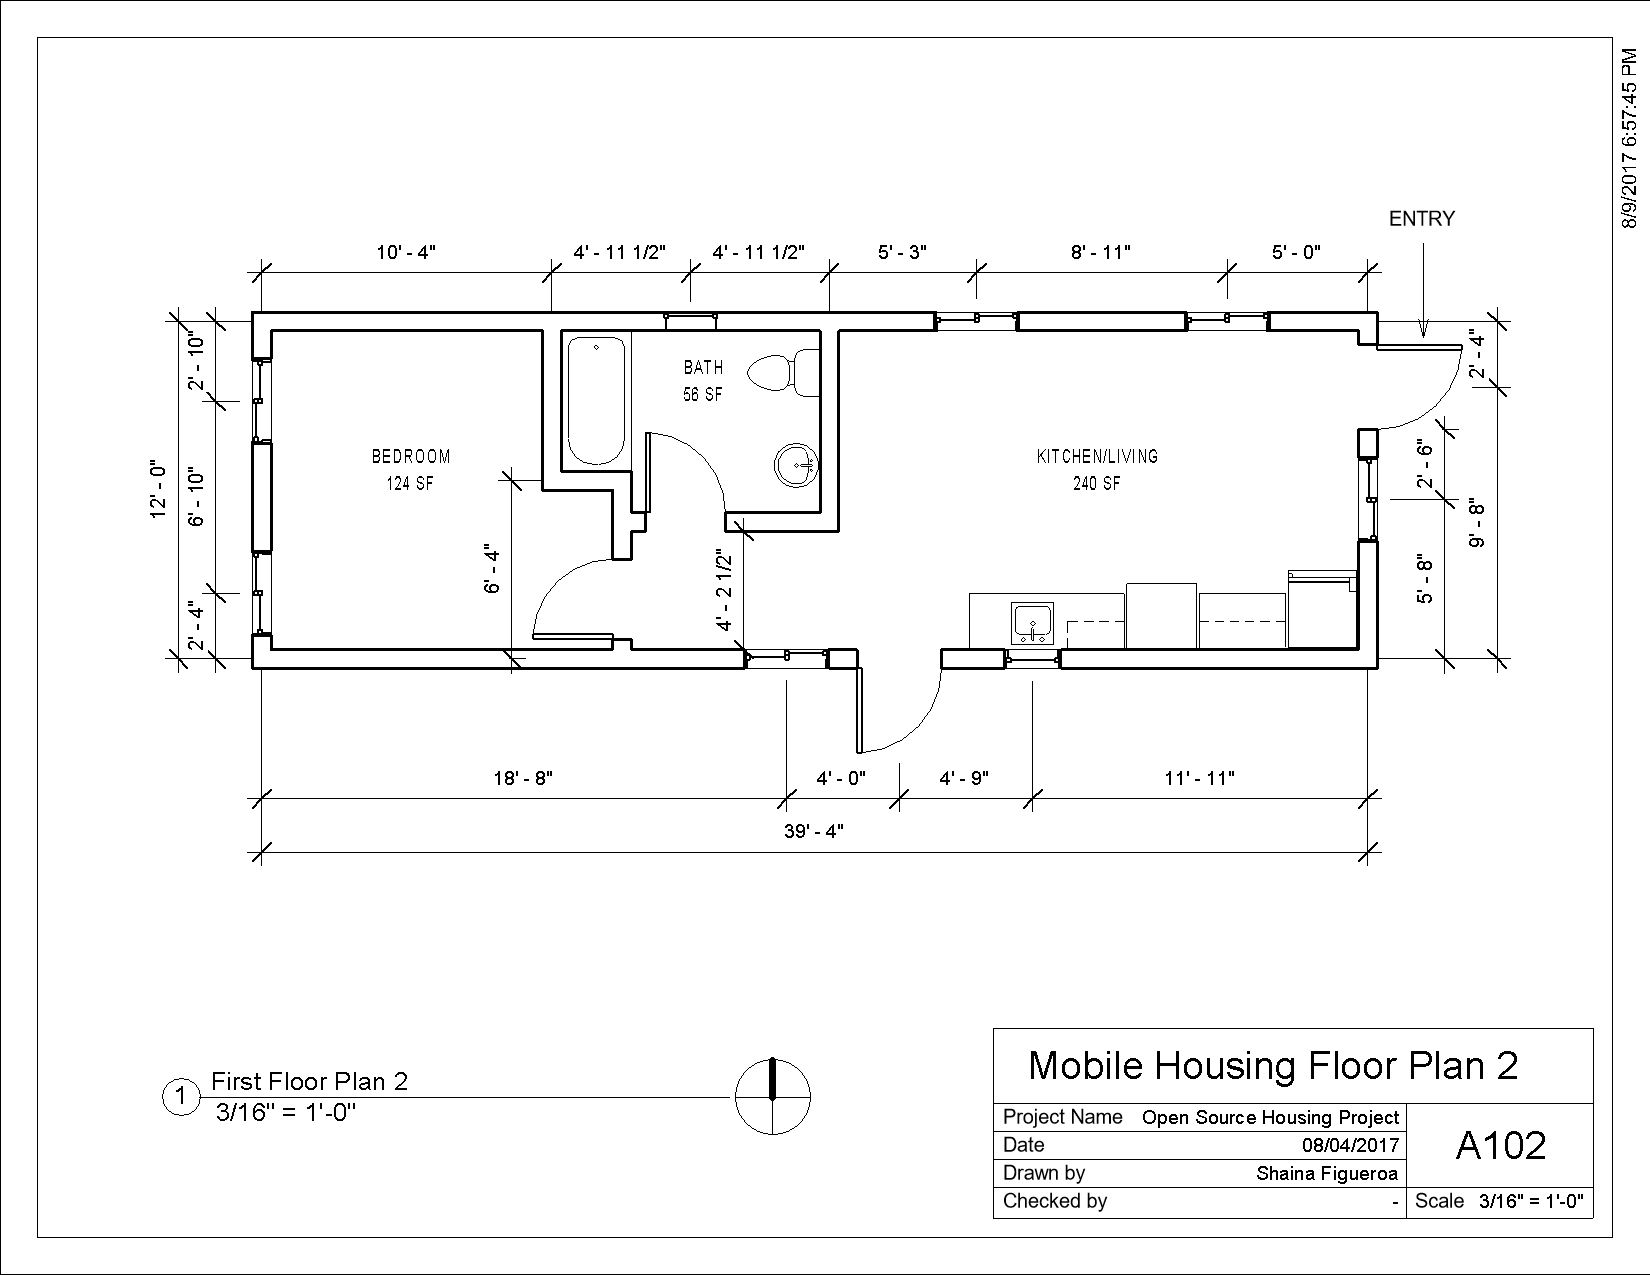 8/9/2017 6:57:45 PM
ENTRY
10' - 4"
4' - 11 1/2"
4' - 11 1/2"
5' - 3"
8' - 11"
5' - 0"
12' - 0"
2' - 10"
6' - 10"
2' - 4"
BEDROOM
124 SF
6' - 4"
BATH
56 SF
4' - 2 1/2"
KITCHEN/LIVING
240 SF
2' - 4"
2' - 6"
9' - 8"
5' - 8"
18' - 8"
4' - 0"
4' - 9"
11' - 11"
39' - 4"
1
First Floor Plan 2
3/16" = 1'-0"
Mobile Housing Floor Plan 2
Project Name Open Source Housing Project
Date 08/04/2017
Drawn by Shaina Figueroa
Checked by -
A102
Scale 3/16" = 1'-0"